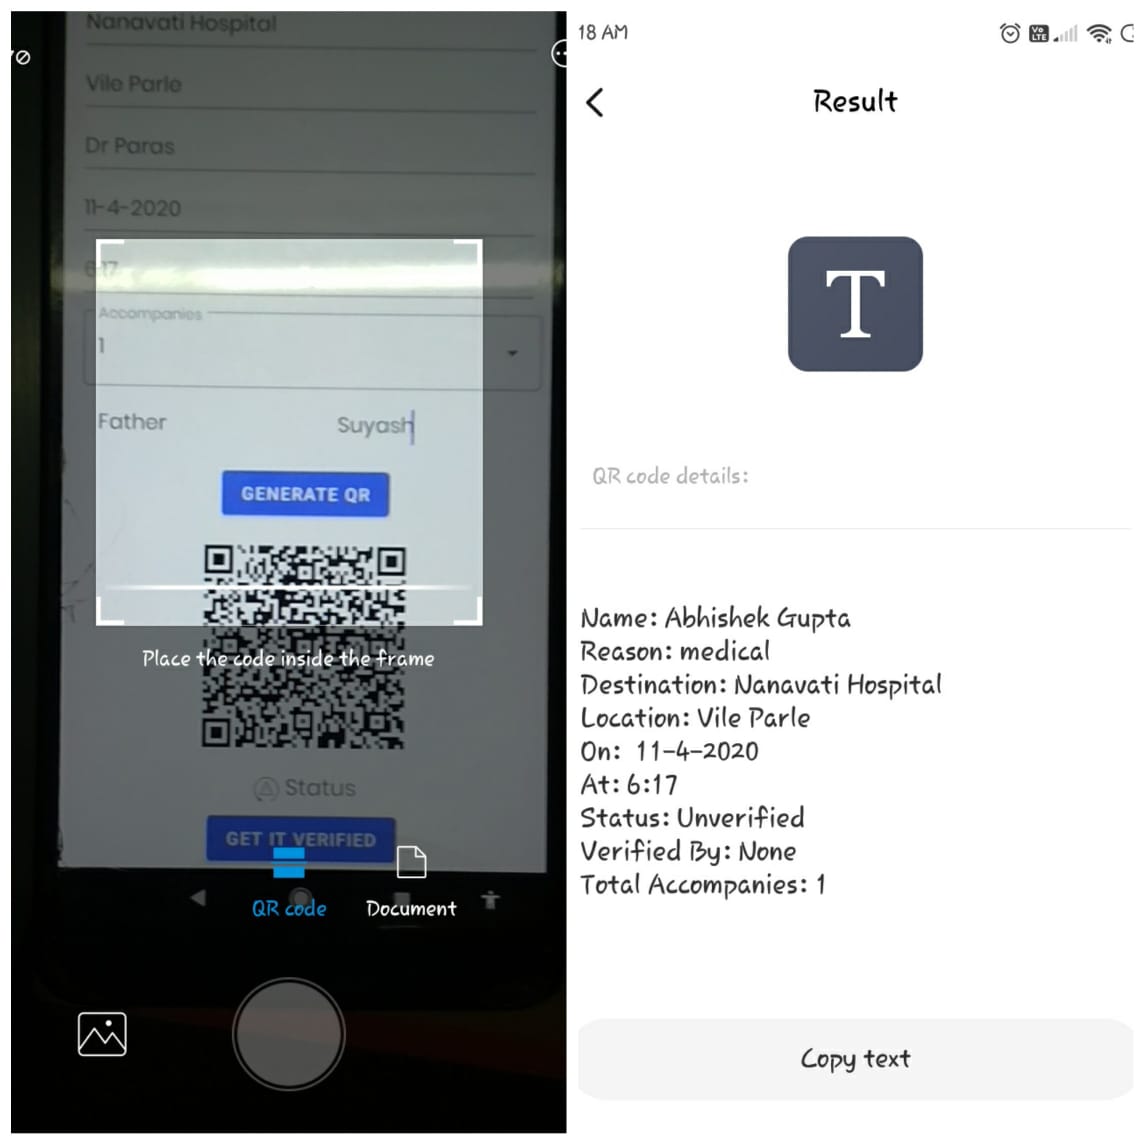 Nanavati Hospital
Vile Parle
Dr Paras
11-4-2020
6:17
Accompanies
1
Father Suyash
GENERATE QR
Place the code inside the frame
Status
GET IT VERIFIED
QR code Document
18 AM
Vo LTE
Result
T
QR code details:
Name: Abhishek Gupta
Reason: medical
Destination: Nanavati Hospital
Location: Vile Parle
On: 11-4-2020
At: 6:17
Status: Unverified
Verified By: None
Total Accompanies: 1
Copy text